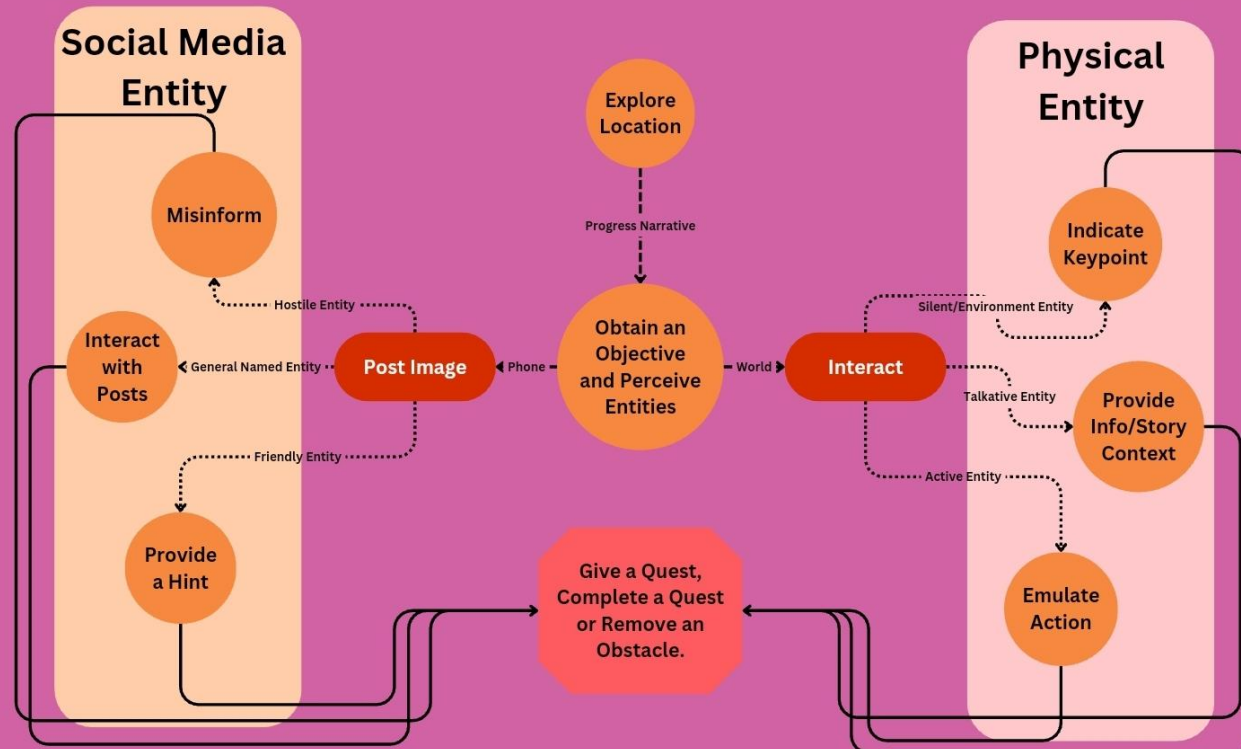 Social Media
Entity
Misinform
Hostile Entity
Interact
with
Posts
General Named Entity
Post Image
Friendly Entity
Provide
a Hint
Explore
Location
Progress Narrative
Obtain an
Objective
and Perceive
Entities
Phone
World
Give a Quest,
Complete a Quest
or Remove an
Obstacle.
Physical
Entity
Indicate
Keypoint
Silent/Environment Entity
Interact
Talkative Entity
Provide
Info/Story
Context
Active Entity
Emulate
Action